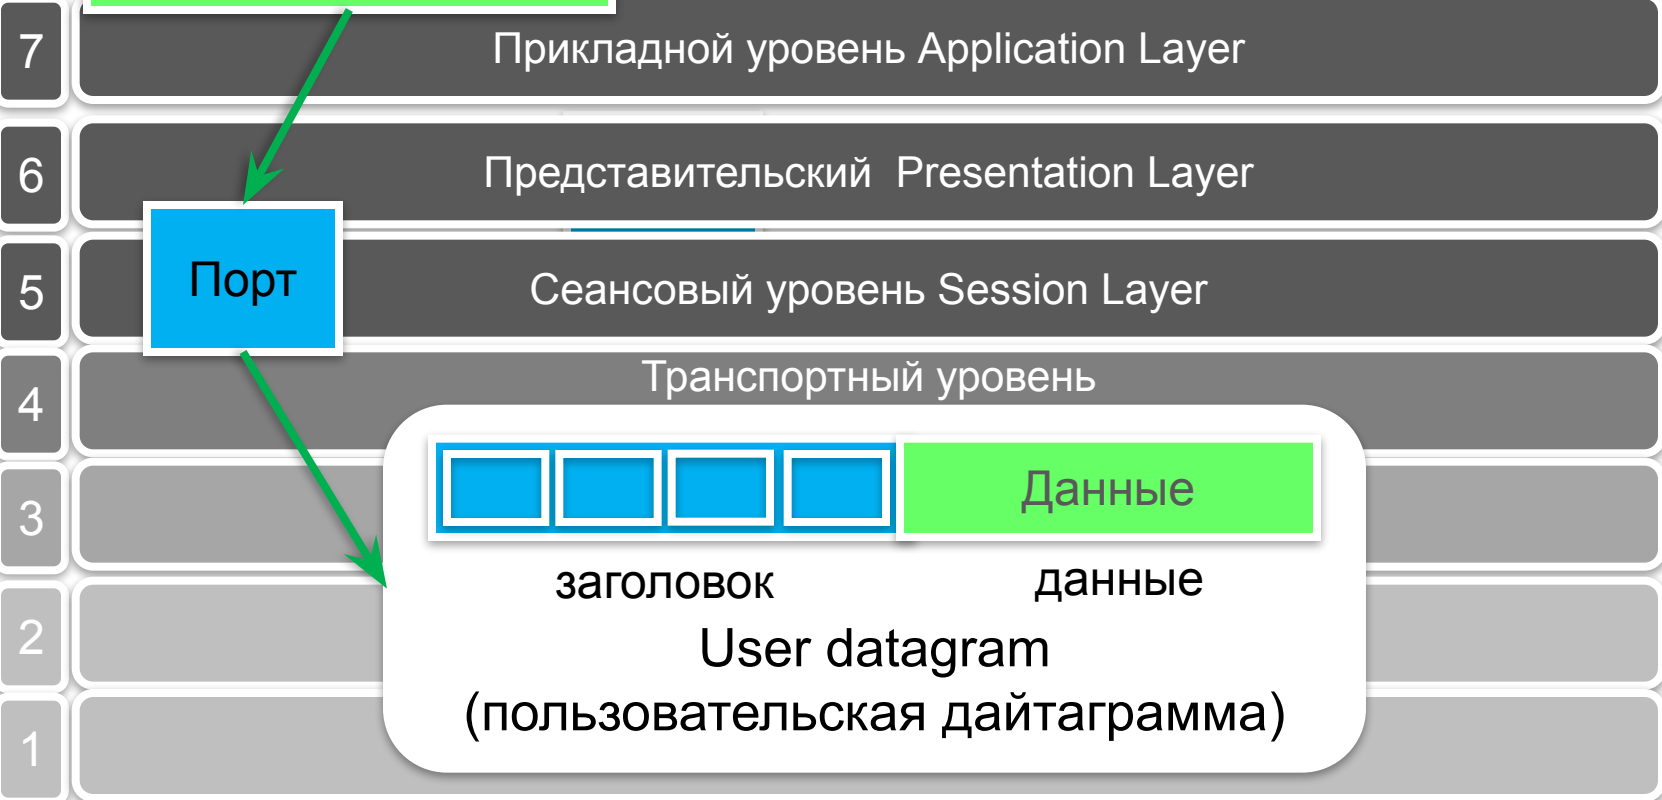 7
Прикладной уровень Application Layer
6
Представительский Presentation Layer
5
Порт
Сеансовый уровень Session Layer
4
Транспортный уровень
3
Данные
заголовок
данные
2
User datagram
(пользовательская дайтаграмма)
1